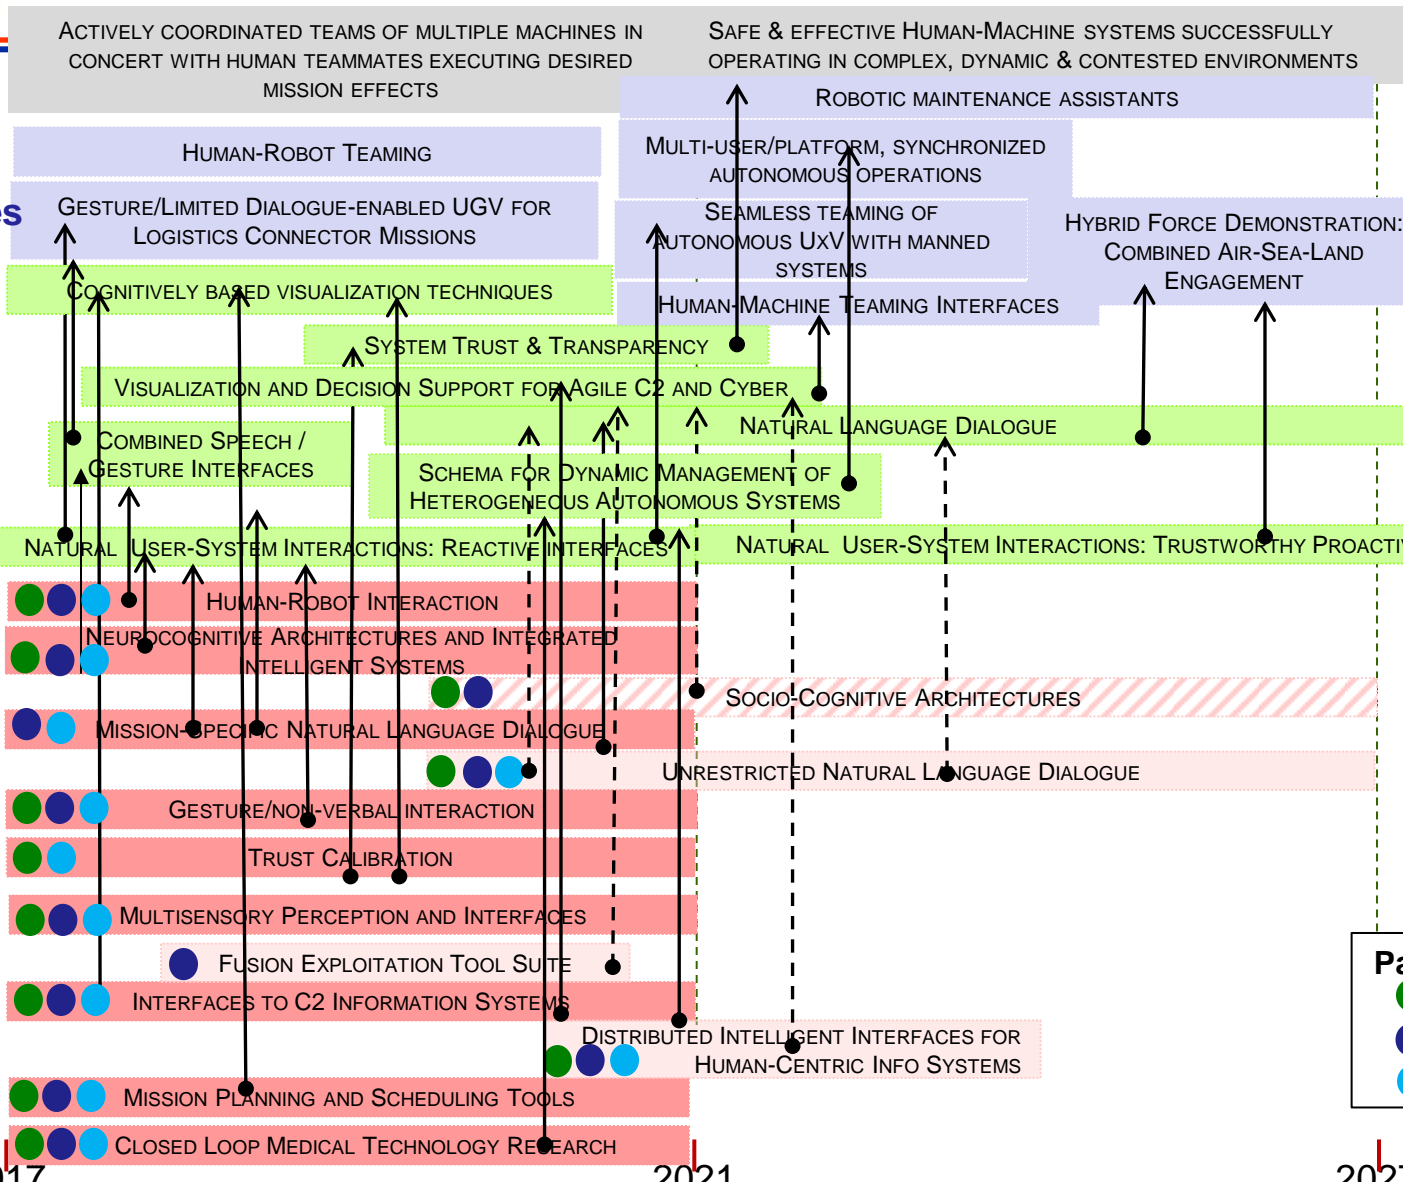 Actively coordinated teams of multiple machines in
concert with human teammates executing desired
mission effects
Safe & effective Human-Machine systems successfully
operating in complex, dynamic & contested environments
Robotic maintenance assistants
Human-Robot Teaming
Multi-user/platform, synchronized
autonomous operations
es
Gesture/Limited Dialogue-enabled UGV for
Logistics Connector Missions
Seamless teaming of
autonomous UxV with manned
systems
Hybrid Force Demonstration:
Combined Air-Sea-Land
Engagement
Cognitively based visualization techniques
Human-Machine Teaming Interfaces
System Trust & Transparency
Visualization and Decision Support for Agile C2 and Cyber
Natural Language Dialogue
Combined Speech /
Gesture Interfaces
Schema for Dynamic Management of
Heterogeneous Autonomous Systems
Natural User-System Interactions: Reactive interfaces
Natural User-System Interactions: Trustworthy Proactiv
Human-Robot Interaction
Neurocognitive Architectures and Integrated
Intelligent Systems
Socio-Cognitive Architectures
Mission-Specific Natural Language Dialogue
Unrestricted Natural Language Dialogue
Gesture/non-verbal interaction
Trust Calibration
Multisensory Perception and Interfaces
Fusion Exploitation Tool Suite
Interfaces to C2 Information Systems
Distributed Intelligent Interfaces for
Human-Centric Info Systems
Pa
Mission Planning and Scheduling Tools
Closed Loop Medical Technology Research
017
2021
2027